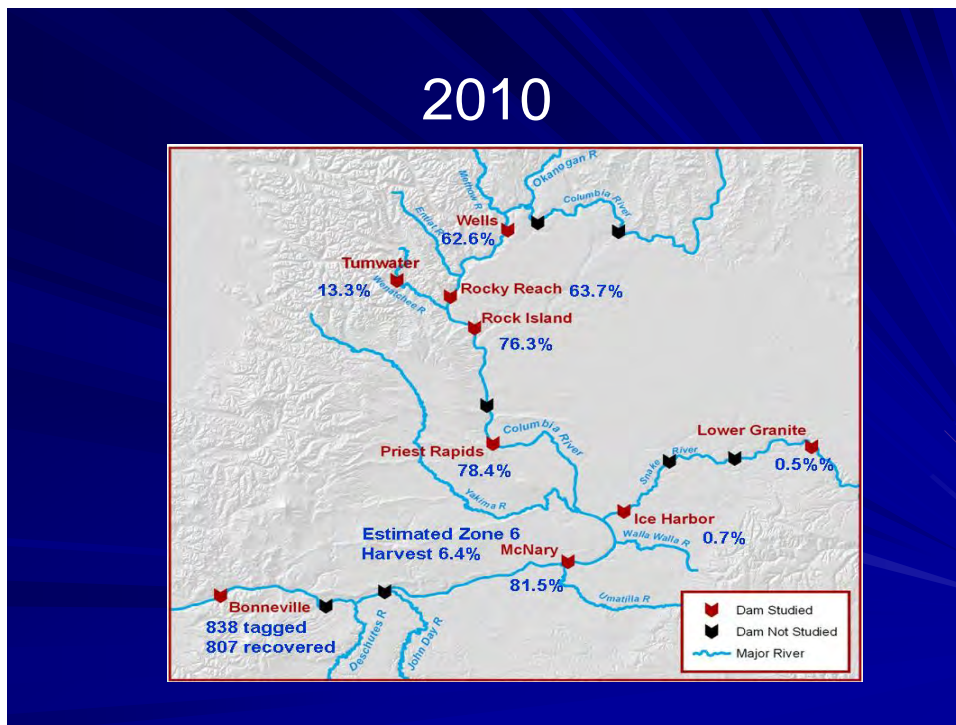 2010
Methow R
Okanogan R
Columbia River
Entiat R
Wells
62.6%
Tumwater
13.3%
Wenatchee R
Rocky Reach 63.7%
Rock Island
76.3%
Columbia River
Priest Rapids
78.4%
Lower Granite
0.5%%
Snake River
Yakima R
Ice Harbor
0.7%
Walla Walla R
Estimated Zone 6
Harvest 6.4%
McNary
81.5%
Umatilla R
Bonneville
838 tagged
807 recovered
Deschutes R
John Day R
Dam Studied
Dam Not Studied
Major River